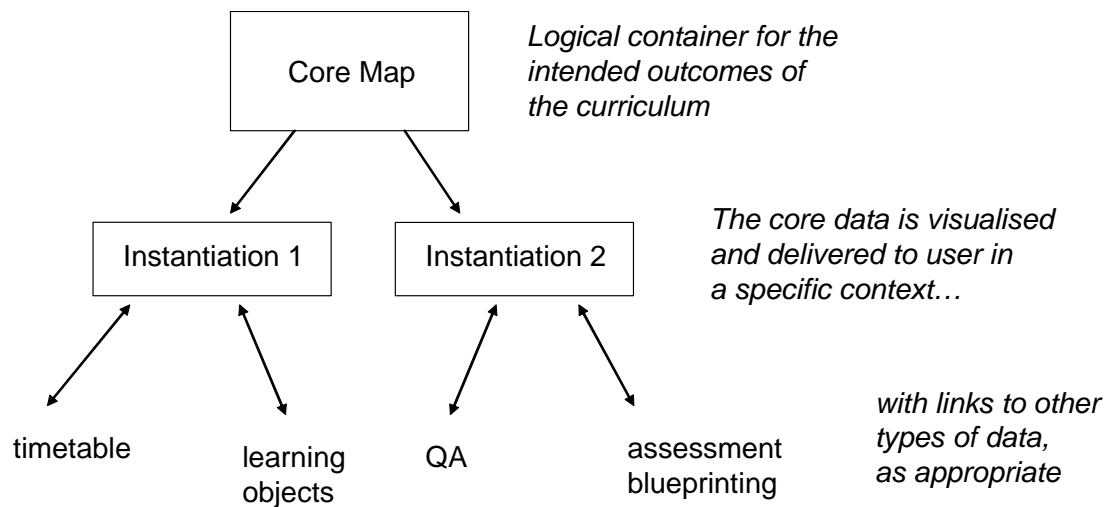 Core Map
Logical container for the
intended outcomes of
the curriculum
Instantiation 1
Instantiation 2
The core data is visualised
and delivered to user in
a specific context…
timetable
learning
objects
QA
assessment
blueprinting
with links to other
types of data,
as appropriate